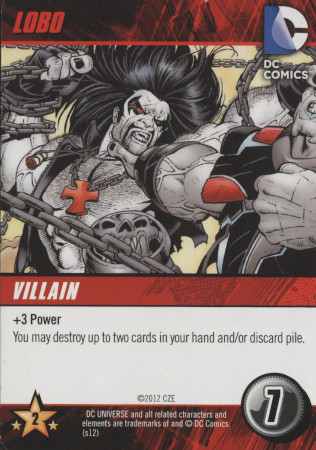 LOBO
DC COMICS
VILLAIN
+3 Power
You may destroy up to two cards in your hand and/or discard pile.
2
©2012 CZE
DC UNIVERSE and all related characters and
elements are trademarks of and © DC Comics.
(s12)
7